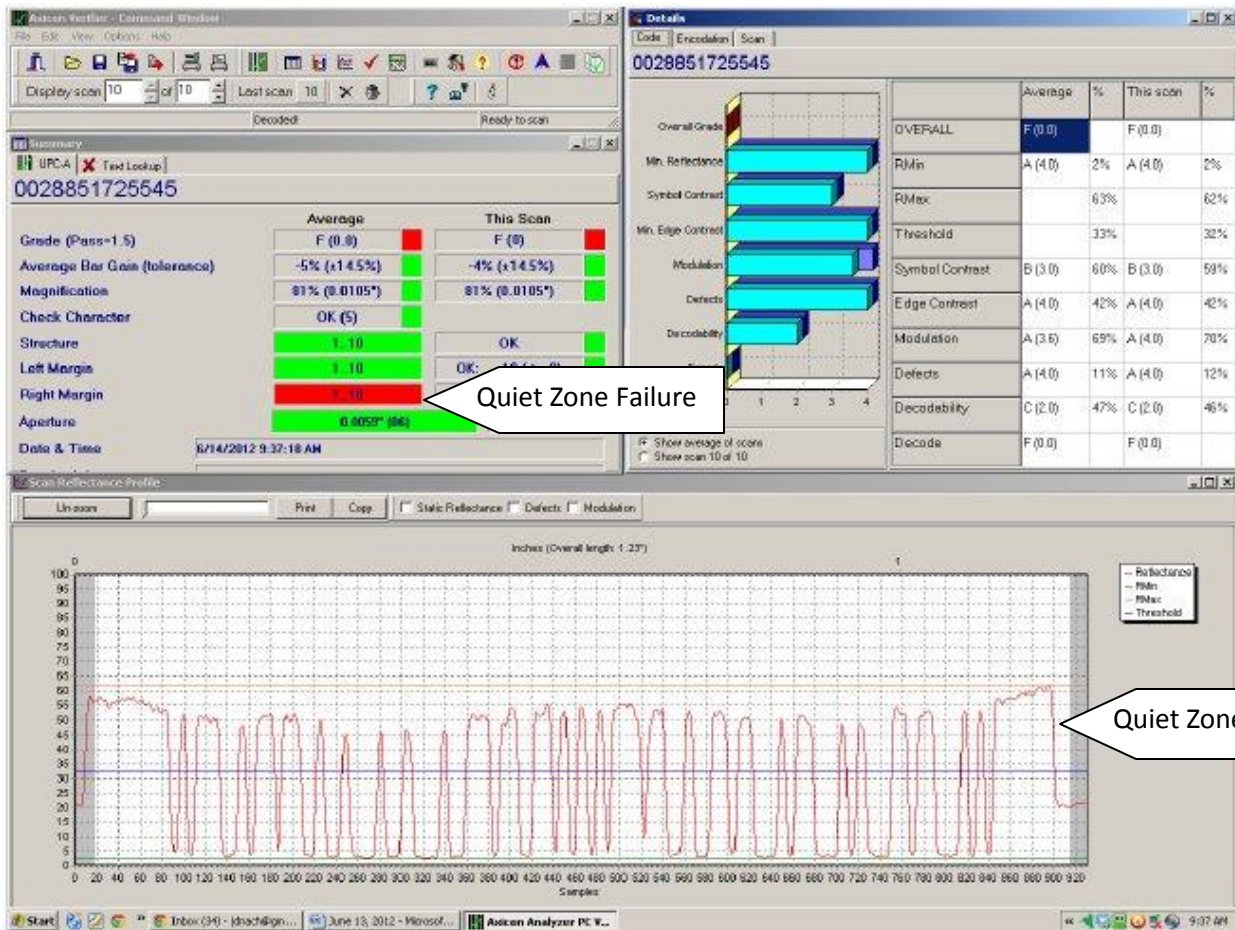 Axicon Verifier - Command Window
File Edit View Options Help
Display scan 10 of 10 Last scan 10
Decoded! Ready to scan
Summary
UPC-A Text Lookup
0028851725545
Average This Scan
Grade (Pass=1.5) F (0.0) F (0)
Average Bar Gain (tolerance) -5% (±14.5%) -4% (±14.5%)
Magnification 81% (0.0105") 81% (0.0105")
Check Character OK (5)
Structure 1..10 OK
Left Margin 1..10 OK:
Right Margin 1..10
Aperture 0.0059" (06)
Date & Time 6/14/2012 9:37:18 AM
Quiet Zone Failure
Details
Code Encodation Scan
0028851725545
Overall Grade
Min. Reflectance
Symbol Contrast
Min. Edge Contrast
Modulation
Defects
Decodability
1 2 3 4
Show average of scans
Show scan 10 of 10
Average % This scan %
OVERALL F (0.0) F (0.0)
RMin A (4.0) 2% A (4.0) 2%
RMax 63% 62%
Threshold 33% 32%
Symbol Contrast B (3.0) 60% B (3.0) 59%
Edge Contrast A (4.0) 42% A (4.0) 42%
Modulation A (3.6) 69% A (4.0) 70%
Defects A (4.0) 11% A (4.0) 12%
Decodability C (2.0) 47% C (2.0) 46%
Decode F (0.0) F (0.0)
Scan Reflectance Profile
Un-zoom Print Copy Static Reflectance Defects Modulation
Inches (Overall length: 1.23")
0 1
100
95
90
85
80
75
70
65
60
55
50
45
40
35
30
25
20
15
10
5
0
Reflectance
RMin
RMax
Threshold
Quiet Zone
0 20 40 60 80 100 120 140 160 180 200 220 240 260 280 300 320 340 360 380 400 420 440 460 480 500 520 540 560 580 600 620 640 660 680 700 720 740 760 780 800 820 840 860 880 900 920
Samples
Start Inbox (34) - jdnach@gm... June 13, 2012 - Microsof... Axicon Analyzer PC V... 9:37 AM